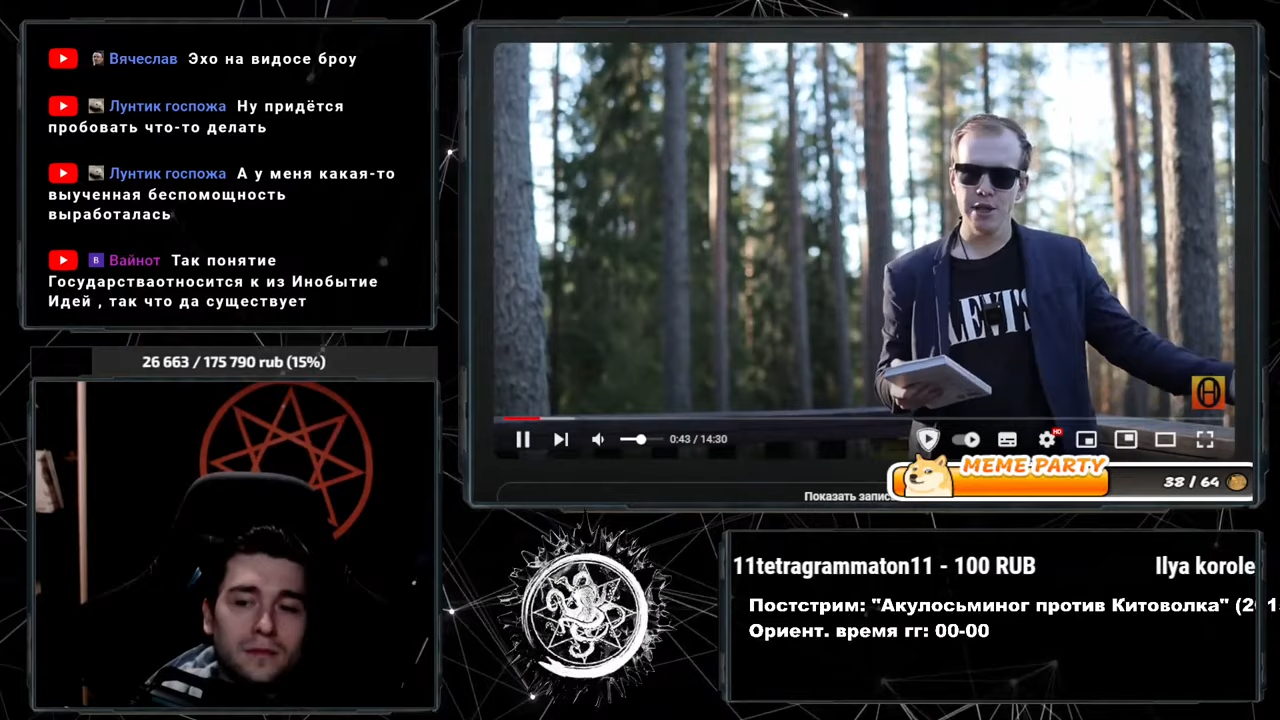 Вячеслав Эхо на видосе броу
Лунтик госпожа Ну придётся
пробовать что-то делать
Лунтик госпожа А у меня какая-то
выученная беспомощность
выработалась
В Вайнот Так понятие
Государстваотносится к из Инобытие
Идей , так что да существует
26 663 / 175 790 rub (15%)
LEVI'S
0:43 / 14:30
HD
MEME PARTY
38 / 64
Показать запис
11tetragrammaton11 - 100 RUB Ilya korole
Постстрим: "Акулосьминог против Китоволка" (2
Ориент. время гг: 00-00